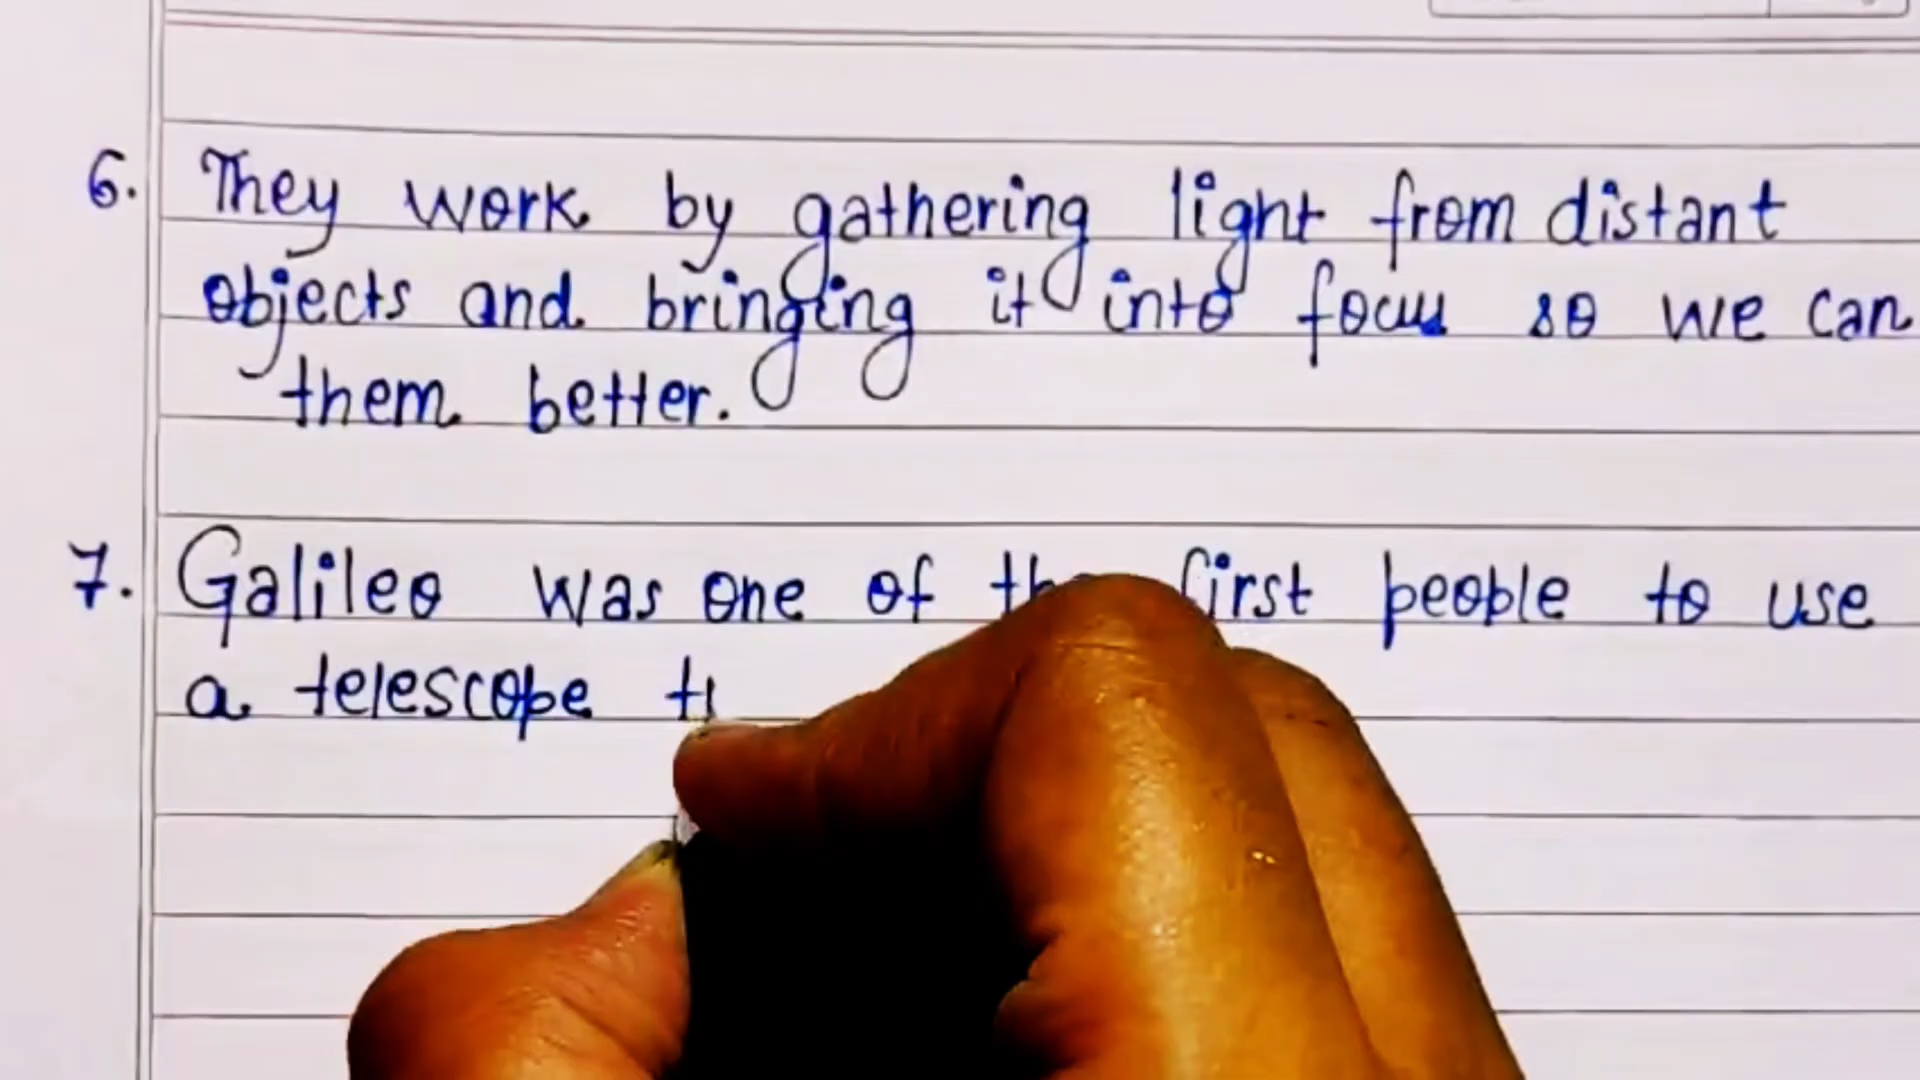 6. They work by gathering light from distant
objects and bringing it into focus so we can
them better.
7. Galileo was one of first people to use
a telescope